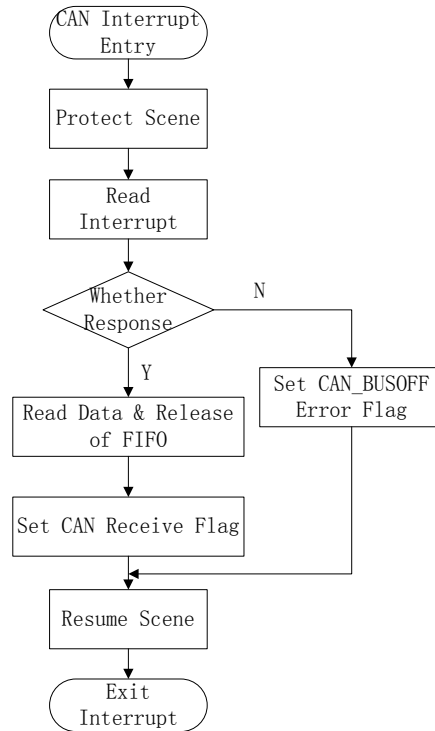 CAN Interrupt
Entry
Protect Scene
Read
Interrupt
Whether
Response
N
Y
Set CAN_BUSOFF
Error Flag
Read Data & Release
of FIFO
Set CAN Receive Flag
Resume Scene
Exit
Interrupt